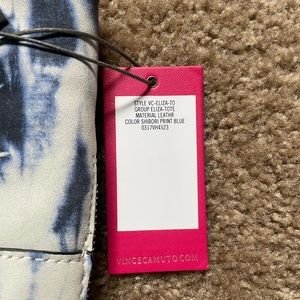 STYLE VC-ELIZA-TO
GROUP ELIZA-TOTE
MATERIAL LEATHR
COLOR SHIBORI PRINT BLUE
0317VH4523
VINCECAMUTO.COM